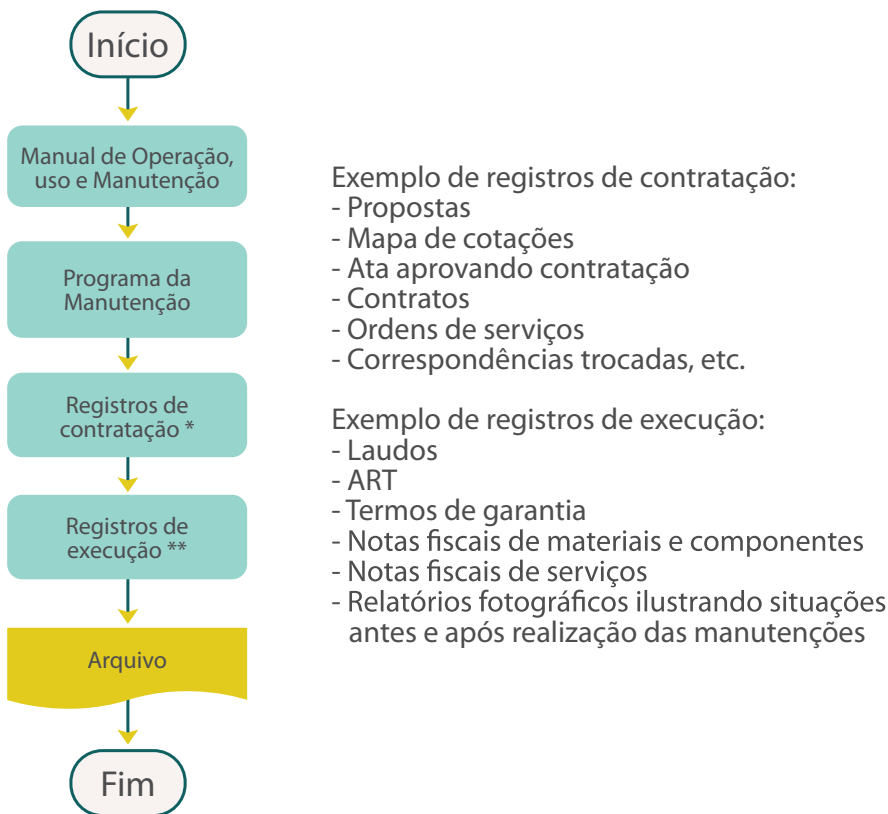 Início
Manual de Operação,
uso e Manutenção
Programa da
Manutenção
Registros de
contratação *
Registros de
execução **
Arquivo
Fim
Exemplo de registros de contratação:
- Propostas
- Mapa de cotações
- Ata aprovando contratação
- Contratos
- Ordens de serviços
- Correspondências trocadas, etc.
Exemplo de registros de execução:
- Laudos
- ART
- Termos de garantia
- Notas fiscais de materiais e componentes
- Notas fiscais de serviços
- Relatórios fotográficos ilustrando situações
antes e após realização das manutenções